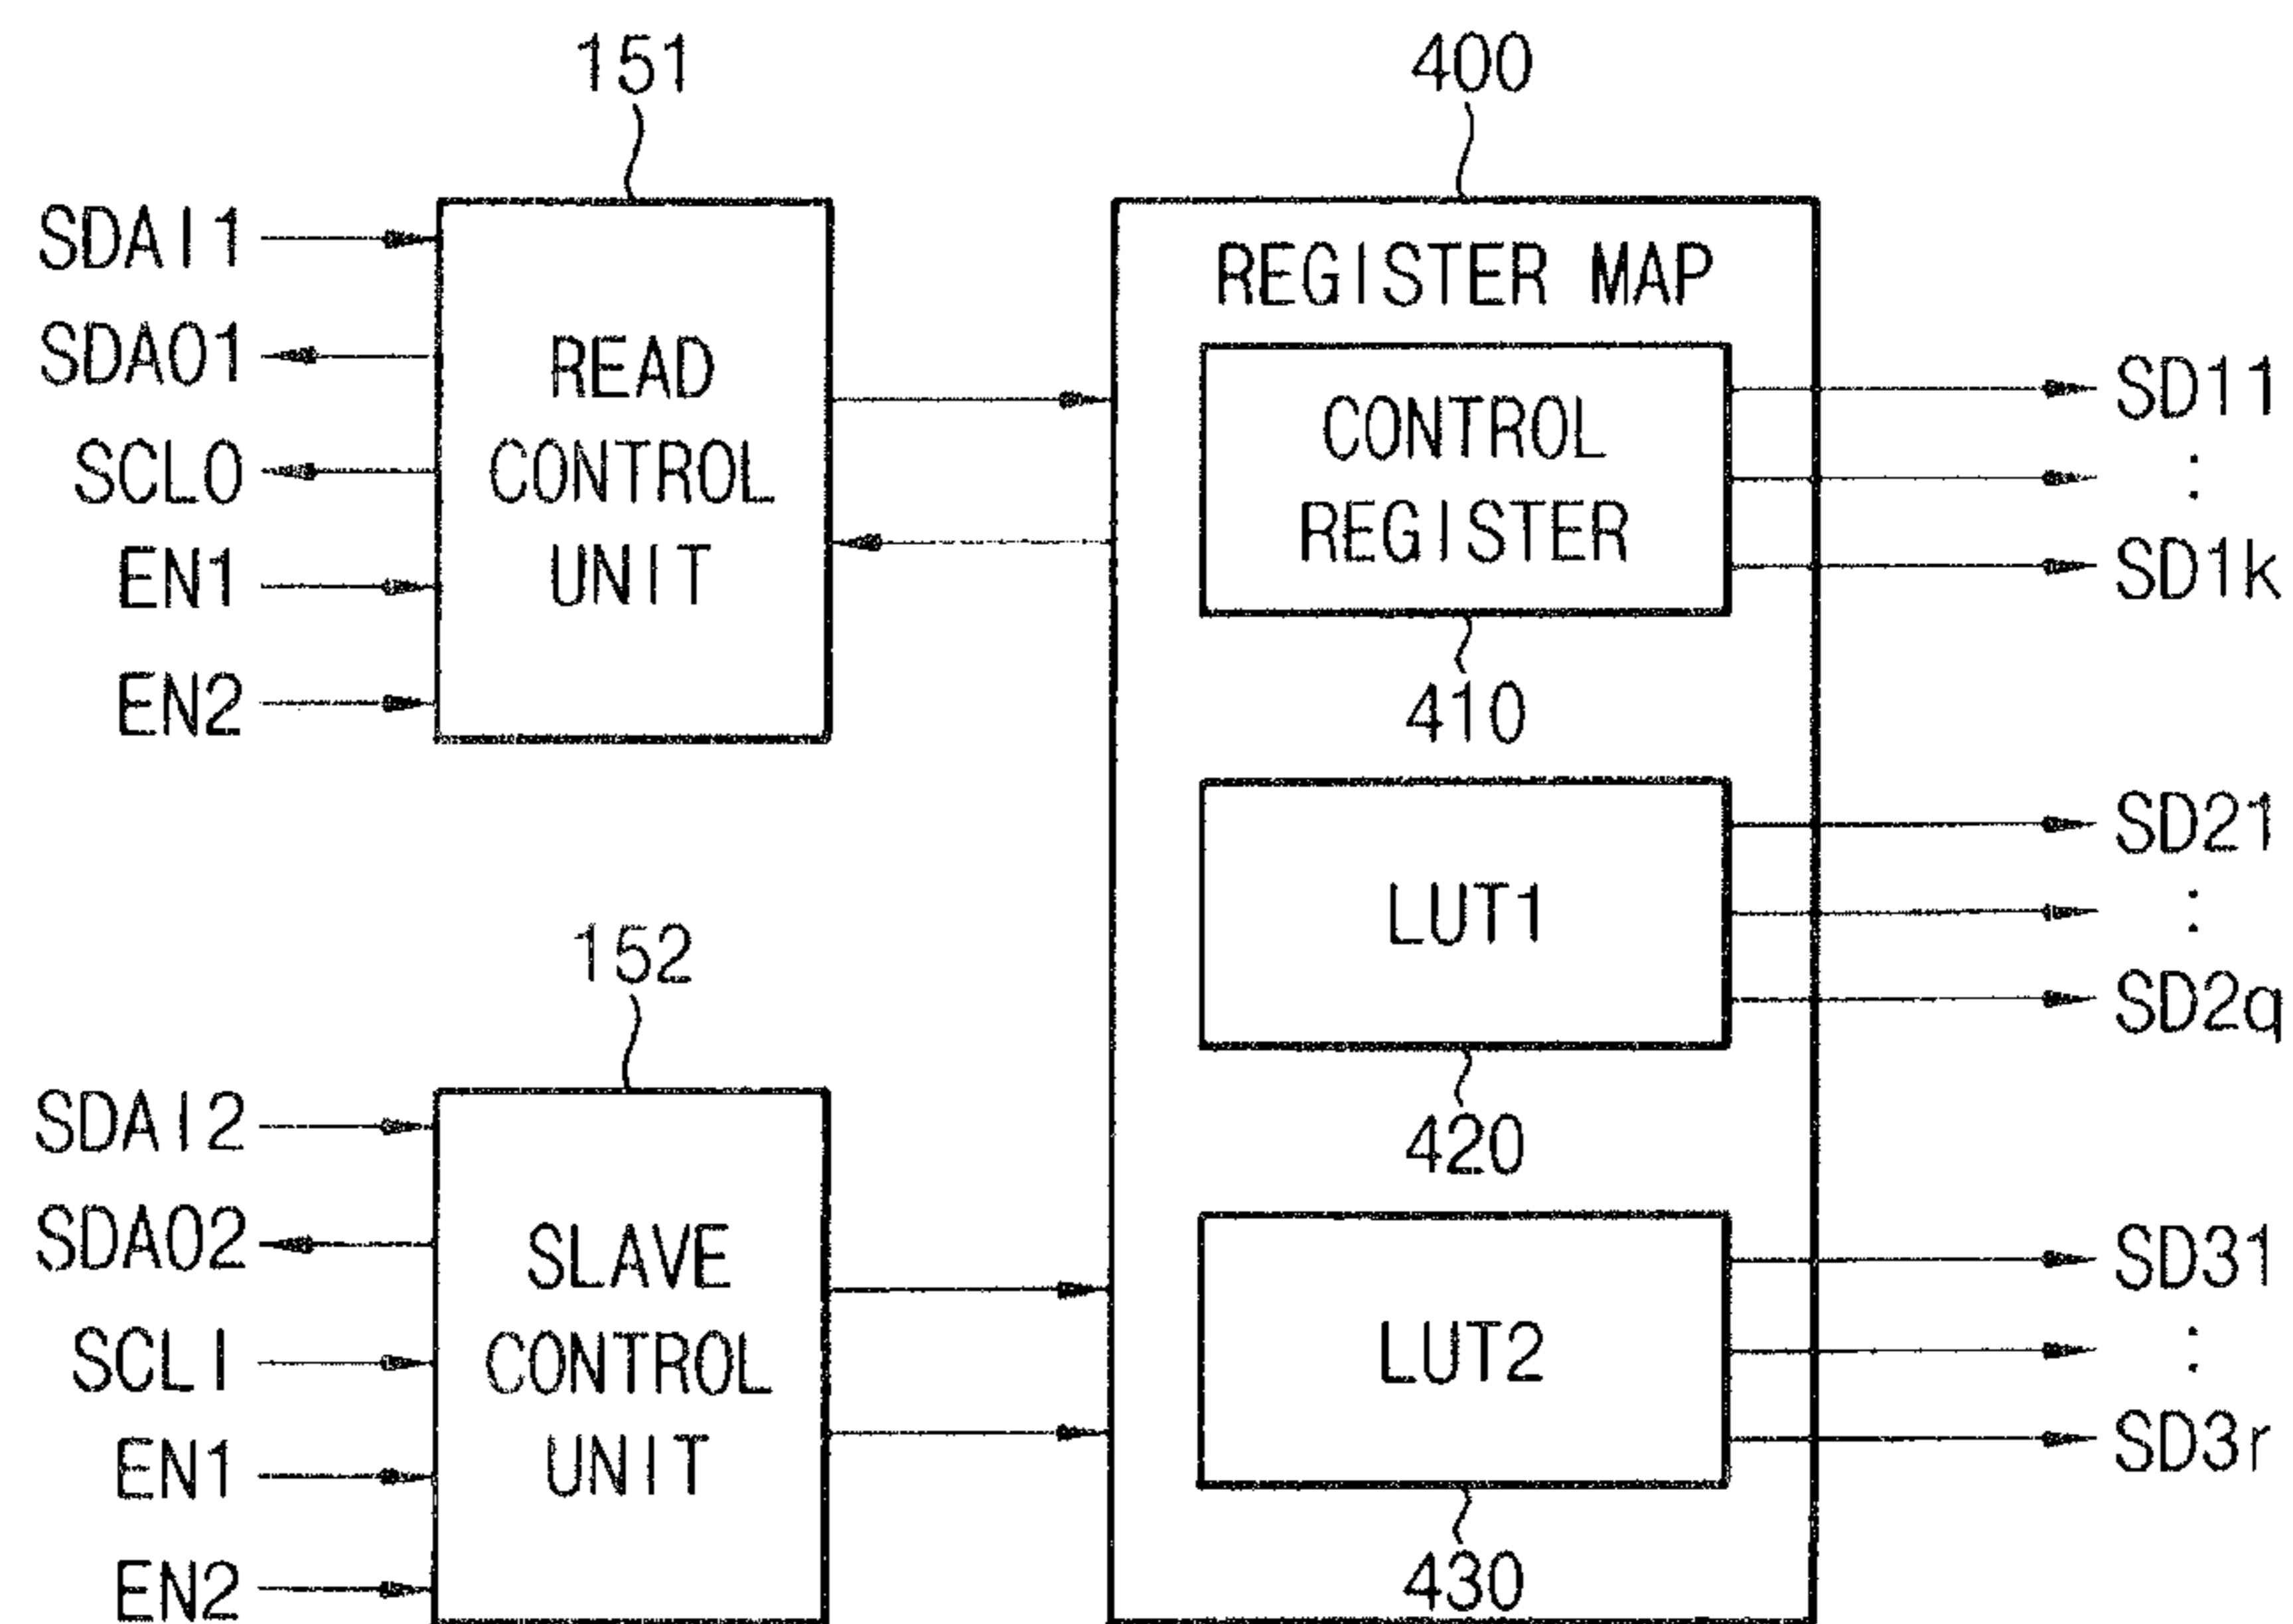 151
400
SDAI1
SDAO1
SCLO
EN1
EN2
READ
CONTROL
UNIT
REGISTER MAP
CONTROL
REGISTER
410
SD11
:
SD1k
LUT1
420
SD21
:
SD2q
152
SDAI2
SDAO2
SCLI
EN1
EN2
SLAVE
CONTROL
UNIT
LUT2
430
SD31
:
SD3r